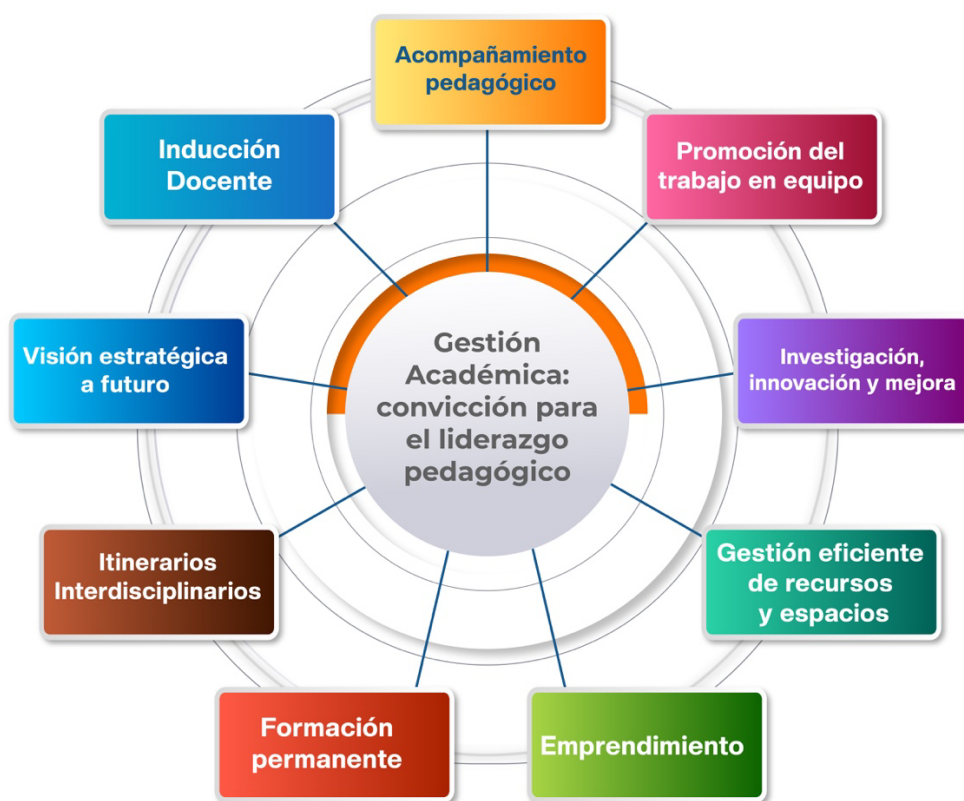 Acompañamiento
pedagógico
Inducción
Docente
Promoción del
trabajo en equipo
Visión estratégica
a futuro
Gestión
Académica:
convicción para
el liderazgo
pedagógico
Investigación,
innovación y mejora
Itinerarios
Interdisciplinarios
Gestión eficiente
de recursos
y espacios
Formación
permanente
Emprendimiento